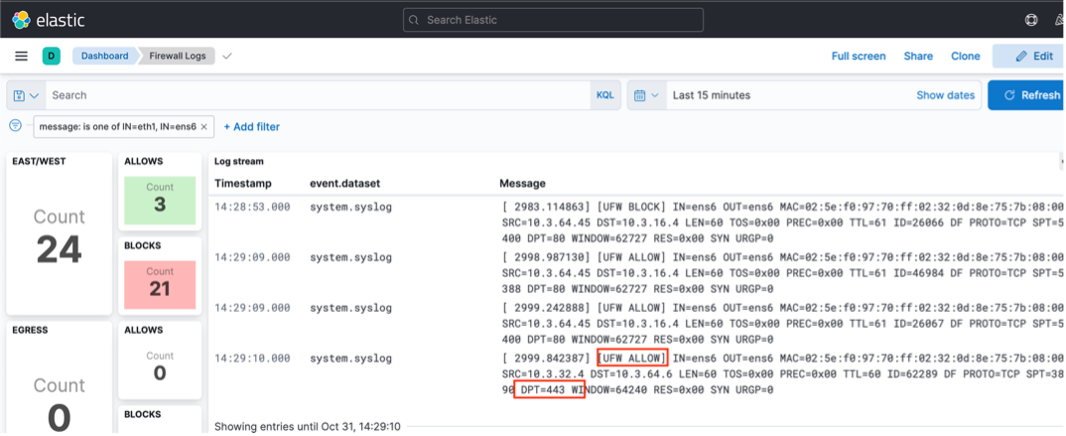 elastic
Search Elastic
D
Dashboard
Firewall Logs
Full screen
Share
Clone
Edit
Search
KQL
Last 15 minutes
Show dates
Refresh
message: is one of IN=eth1, IN=ens6 ×
+ Add filter
EAST/WEST
Count
24
ALLOWS
Count
3
BLOCKS
Count
21
EGRESS
Count
0
ALLOWS
Count
0
BLOCKS
Log stream
Timestamp event.dataset Message
14:28:53.000 system.syslog [ 2983.114863] [UFW BLOCK] IN=ens6 OUT=ens6 MAC=02:5e:f0:97:70:ff:02:32:0d:8e:75:7b:08:00
SRC=10.3.64.45 DST=10.3.16.4 LEN=60 TOS=0x00 PREC=0x00 TTL=61 ID=26066 DF PROTO=TCP SPT=5
400 DPT=80 WINDOW=62727 RES=0x00 SYN URGP=0
14:29:09.000 system.syslog [ 2998.987130] [UFW ALLOW] IN=ens6 OUT=ens6 MAC=02:5e:f0:97:70:ff:02:32:0d:8e:75:7b:08:00
SRC=10.3.64.45 DST=10.3.16.4 LEN=60 TOS=0x00 PREC=0x00 TTL=61 ID=46984 DF PROTO=TCP SPT=5
388 DPT=80 WINDOW=62727 RES=0x00 SYN URGP=0
14:29:09.000 system.syslog [ 2999.242888] [UFW ALLOW] IN=ens6 OUT=ens6 MAC=02:5e:f0:97:70:ff:02:32:0d:8e:75:7b:08:00
SRC=10.3.64.45 DST=10.3.16.4 LEN=60 TOS=0x00 PREC=0x00 TTL=61 ID=26067 DF PROTO=TCP SPT=5
400 DPT=80 WINDOW=62727 RES=0x00 SYN URGP=0
14:29:10.000 system.syslog [ 2999.842387] [UFW ALLOW] IN=ens6 OUT=ens6 MAC=02:5e:f0:97:70:ff:02:32:0d:8e:75:7b:08:00
SRC=10.3.32.4 DST=10.3.64.6 LEN=60 TOS=0x00 PREC=0x00 TTL=60 ID=62289 DF PROTO=TCP SPT=38
90 DPT=443 WINDOW=64240 RES=0x00 SYN URGP=0
Showing entries until Oct 31, 14:29:10